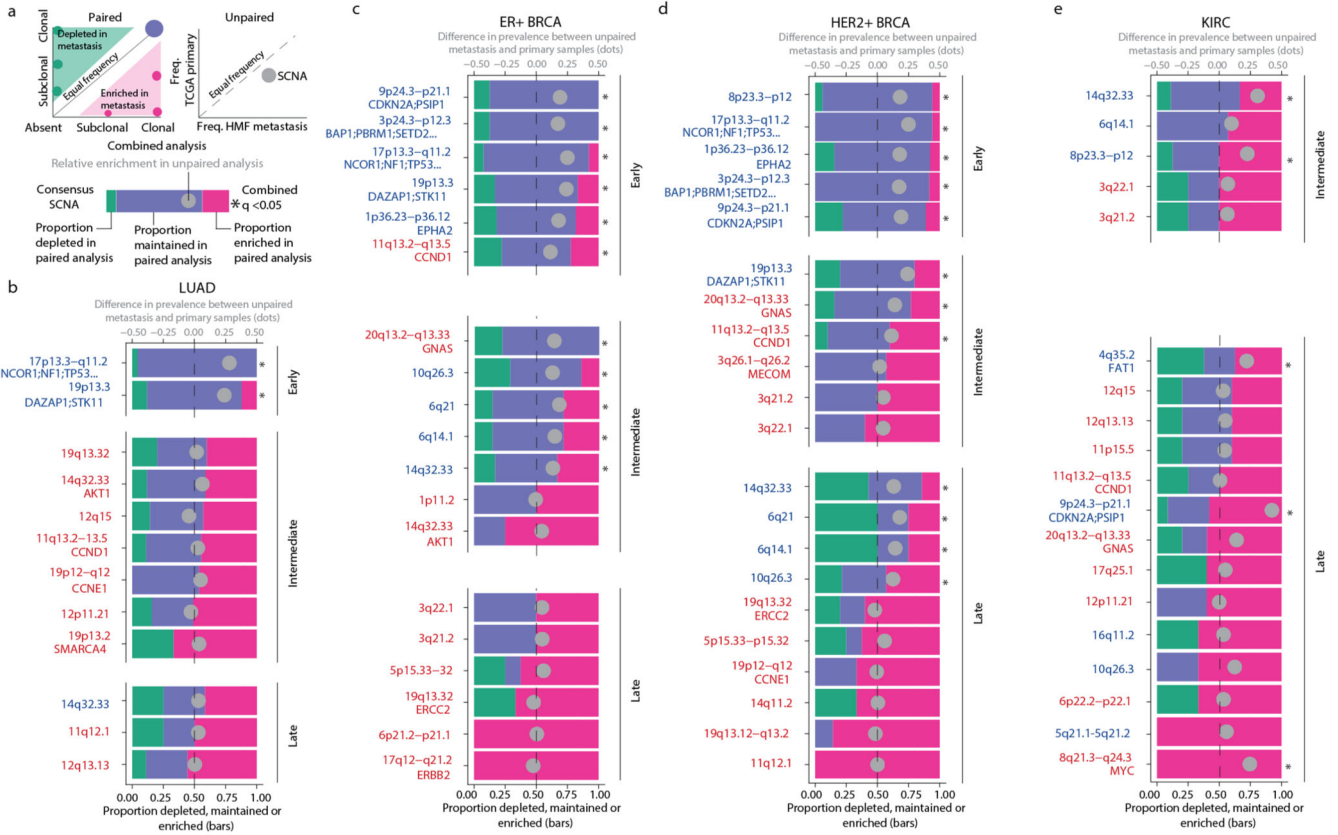 a
Paired
Unpaired
Clonal
Subclonal
Depleted in
metastasis
Equal frequency
Enriched in
metastasis
Absent
Subclonal
Clonal
Freq.
TCGA primary
Equal frequency
SCNA
Freq. HMF metastasis
Combined analysis
Relative enrichment in unpaired analysis
Consensus
SCNA
* Combined
q <0.05
Proportion
depleted in
paired analysis
Proportion
maintained in
paired analysis
Proportion
enriched in
paired analysis
b
LUAD
Difference in prevalence between unpaired
metastasis and primary samples (dots)
−0.50 −0.25 0.00 0.25 0.50
17p13.3−q11.2
NCOR1;NF1;TP53...
*
19p13.3
DAZAP1;STK11
*
Early
19q13.32
14q32.33
AKT1
12q15
11q13.2−13.5
CCND1
19p12−q12
CCNE1
12p11.21
19p13.2
SMARCA4
Intermediate
14q32.33
11q12.1
12q13.13
Late
0.00 0.25 0.50 0.75 1.00
Proportion depleted, maintained or
enriched (bars)
c
ER+ BRCA
Difference in prevalence between unpaired
metastasis and primary samples (dots)
−0.50 −0.25 0.00 0.25 0.50
9p24.3−p21.1
CDKN2A;PSIP1
*
3p24.3−p12.3
BAP1;PBRM1;SETD2...
*
17p13.3−q11.2
NCOR1;NF1;TP53...
*
19p13.3
DAZAP1;STK11
*
1p36.23−p36.12
EPHA2
*
11q13.2−q13.5
CCND1
*
Early
20q13.2−q13.33
GNAS
*
10q26.3
*
6q21
*
6q14.1
*
14q32.33
*
1p11.2
14q32.33
AKT1
Intermediate
3q22.1
3q21.2
5p15.33−32
19q13.32
ERCC2
6p21.2−p21.1
17q12−q21.2
ERBB2
Late
0.00 0.25 0.50 0.75 1.00
Proportion depleted, maintained or
enriched (bars)
d
HER2+ BRCA
Difference in prevalence between unpaired
metastasis and primary samples (dots)
−0.50 −0.25 0.00 0.25 0.50
8p23.3−p12
*
17p13.3−q11.2
NCOR1;NF1;TP53...
*
1p36.23−p36.12
EPHA2
*
3p24.3−p12.3
BAP1;PBRM1;SETD2...
*
9p24.3−p21.1
CDKN2A;PSIP1
*
Early
19p13.3
DAZAP1;STK11
*
20q13.2−q13.33
GNAS
*
11q13.2−q13.5
CCND1
*
3q26.1−q26.2
MECOM
3q21.2
3q22.1
Intermediate
14q32.33
*
6q21
*
6q14.1
*
10q26.3
*
19q13.32
ERCC2
5p15.33−p15.32
19p12−q12
CCNE1
14q11.2
19q13.12−q13.2
11q12.1
Late
0.00 0.25 0.50 0.75 1.00
Proportion depleted, maintained or
enriched (bars)
e
KIRC
Difference in prevalence between unpaired
metastasis and primary samples (dots)
−0.50 −0.25 0.00 0.25 0.50
14q32.33
*
6q14.1
8p23.3−p12
*
3q22.1
3q21.2
Intermediate
4q35.2
FAT1
*
12q15
12q13.13
11p15.5
11q13.2−q13.5
CCND1
9p24.3−p21.1
CDKN2A;PSIP1
*
20q13.2−q13.33
GNAS
17q25.1
12p11.21
16q11.2
10q26.3
6p22.2−p22.1
5q21.1-5q21.2
8q21.3−q24.3
MYC
*
Late
0.00 0.25 0.50 0.75 1.00
Proportion depleted, maintained or
enriched (bars)